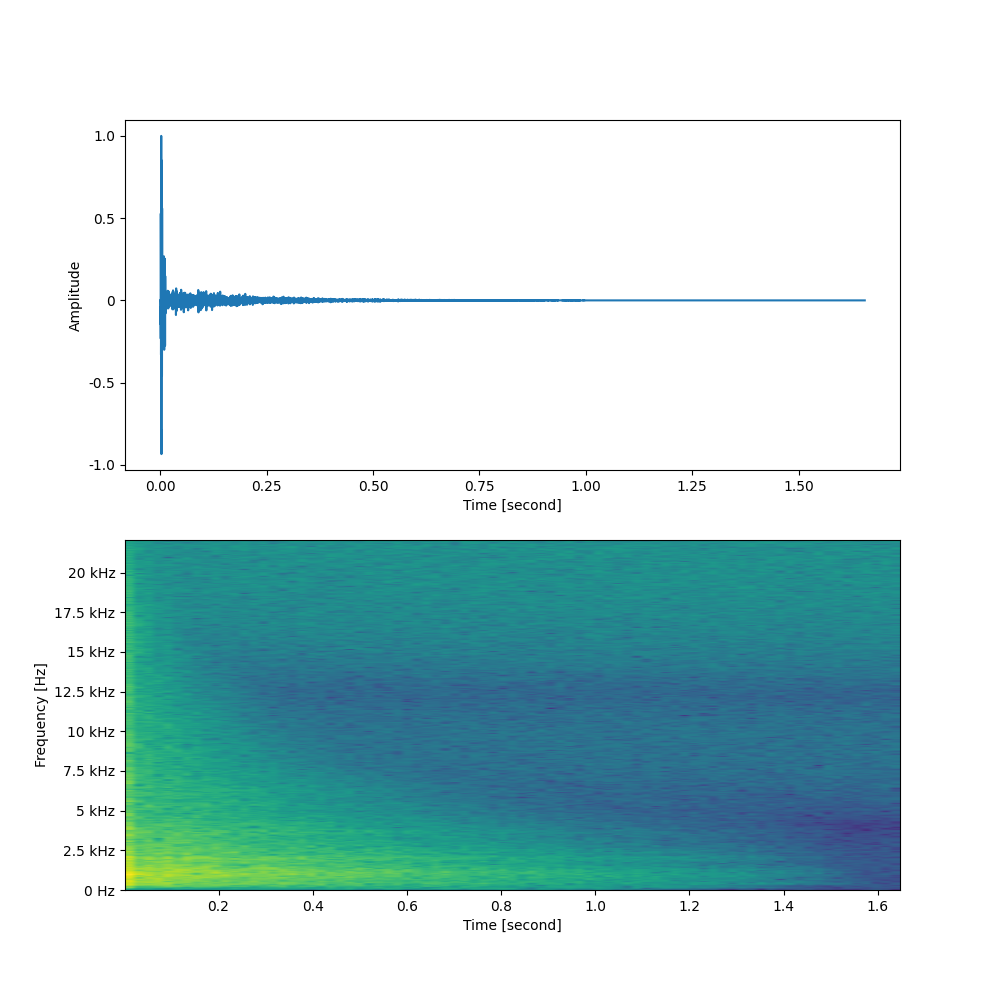 1.0
0.5
0
-0.5
-1.0
Amplitude
0.00 0.25 0.50 0.75 1.00 1.25 1.50
Time [second]
20 kHz
17.5 kHz
15 kHz
12.5 kHz
10 kHz
7.5 kHz
5 kHz
2.5 kHz
0 Hz
Frequency [Hz]
0.2 0.4 0.6 0.8 1.0 1.2 1.4 1.6
Time [second]